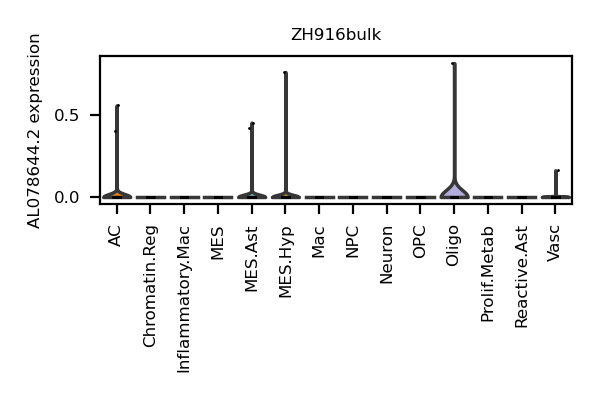 ZH916bulk
AL078644.2 expression
0.5
0.0
AC
Chromatin.Reg
Inflammatory.Mac
MES
MES.Ast
MES.Hyp
Mac
NPC
Neuron
OPC
Oligo
Prolif.Metab
Reactive.Ast
Vasc